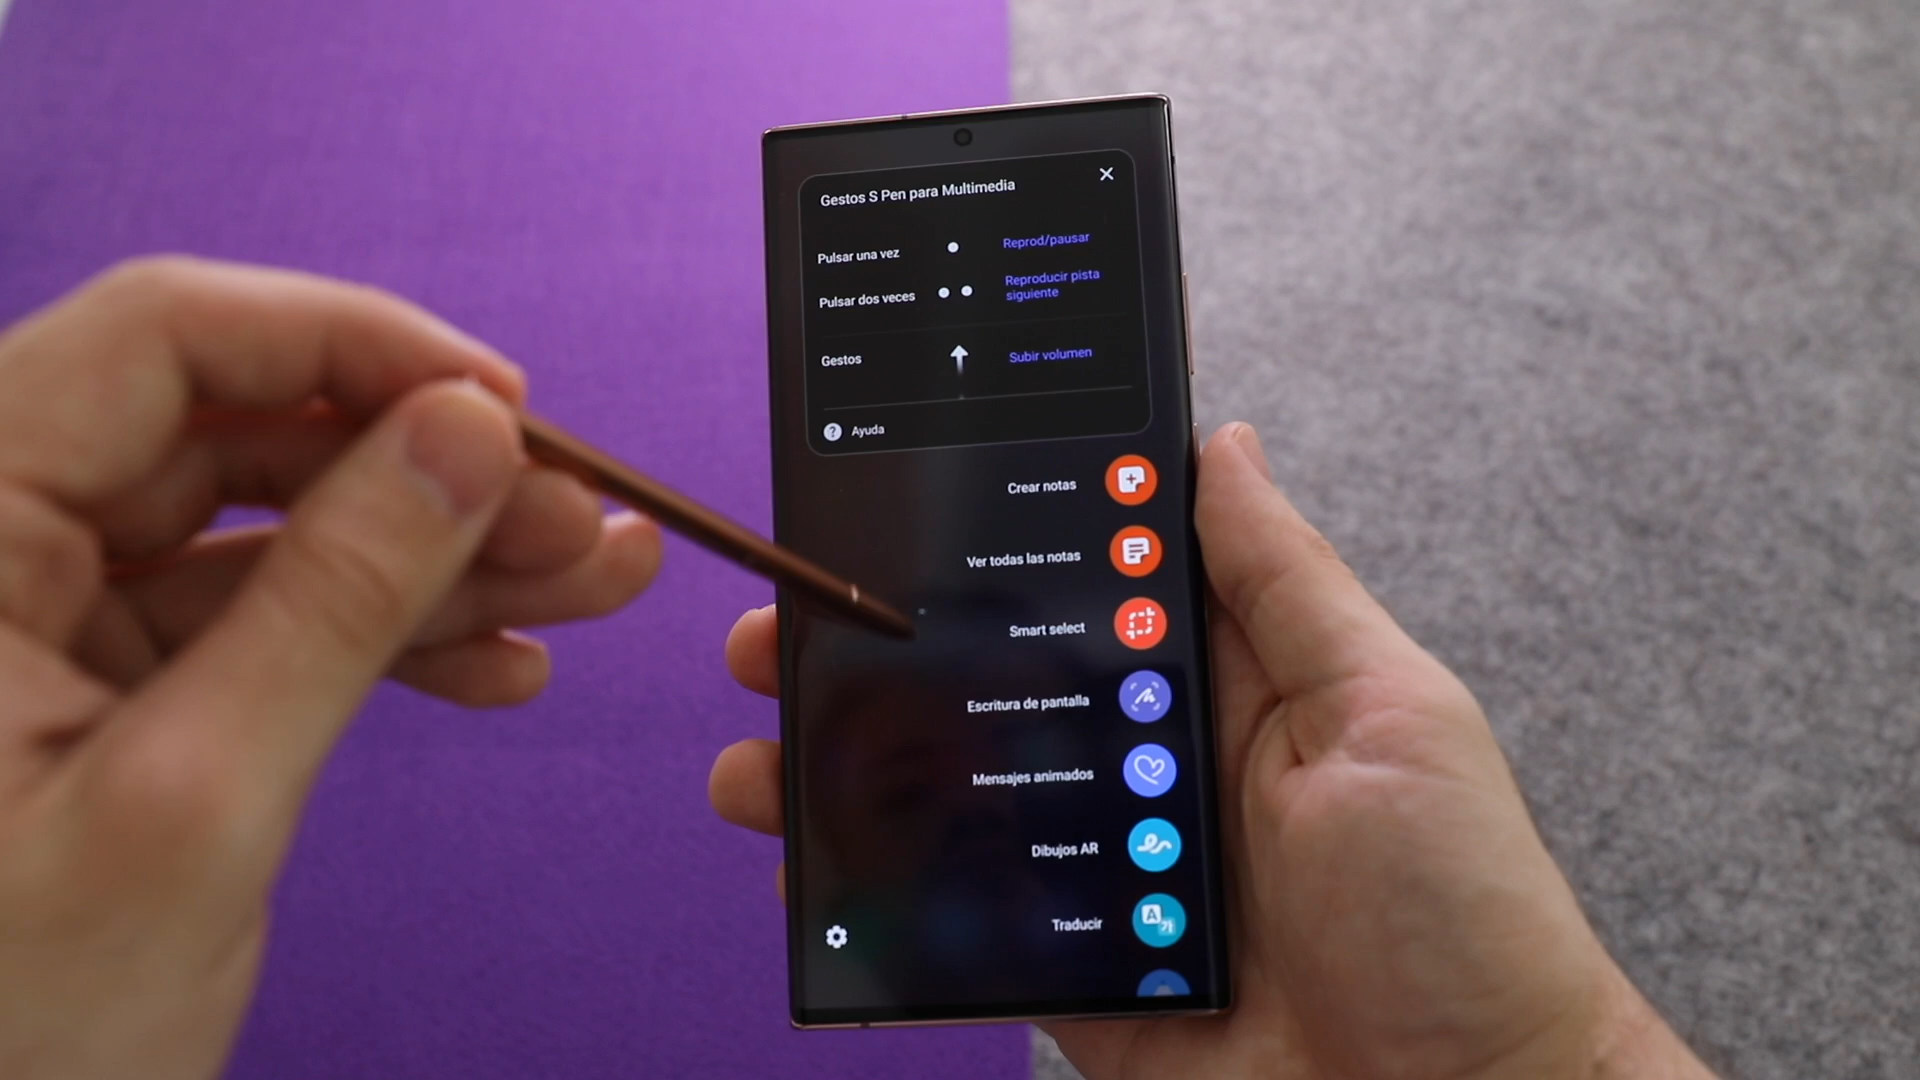 Gestos S Pen para Multimedia
Pulsar una vez
Reprod/pausar
Pulsar dos veces
Reproducir pista
siguiente
Gestos
Subir volumen
? Ayuda
Crear notas
Ver todas las notas
Smart select
Escritura de pantalla
Mensajes animados
Dibujos AR
Traducir
A 가